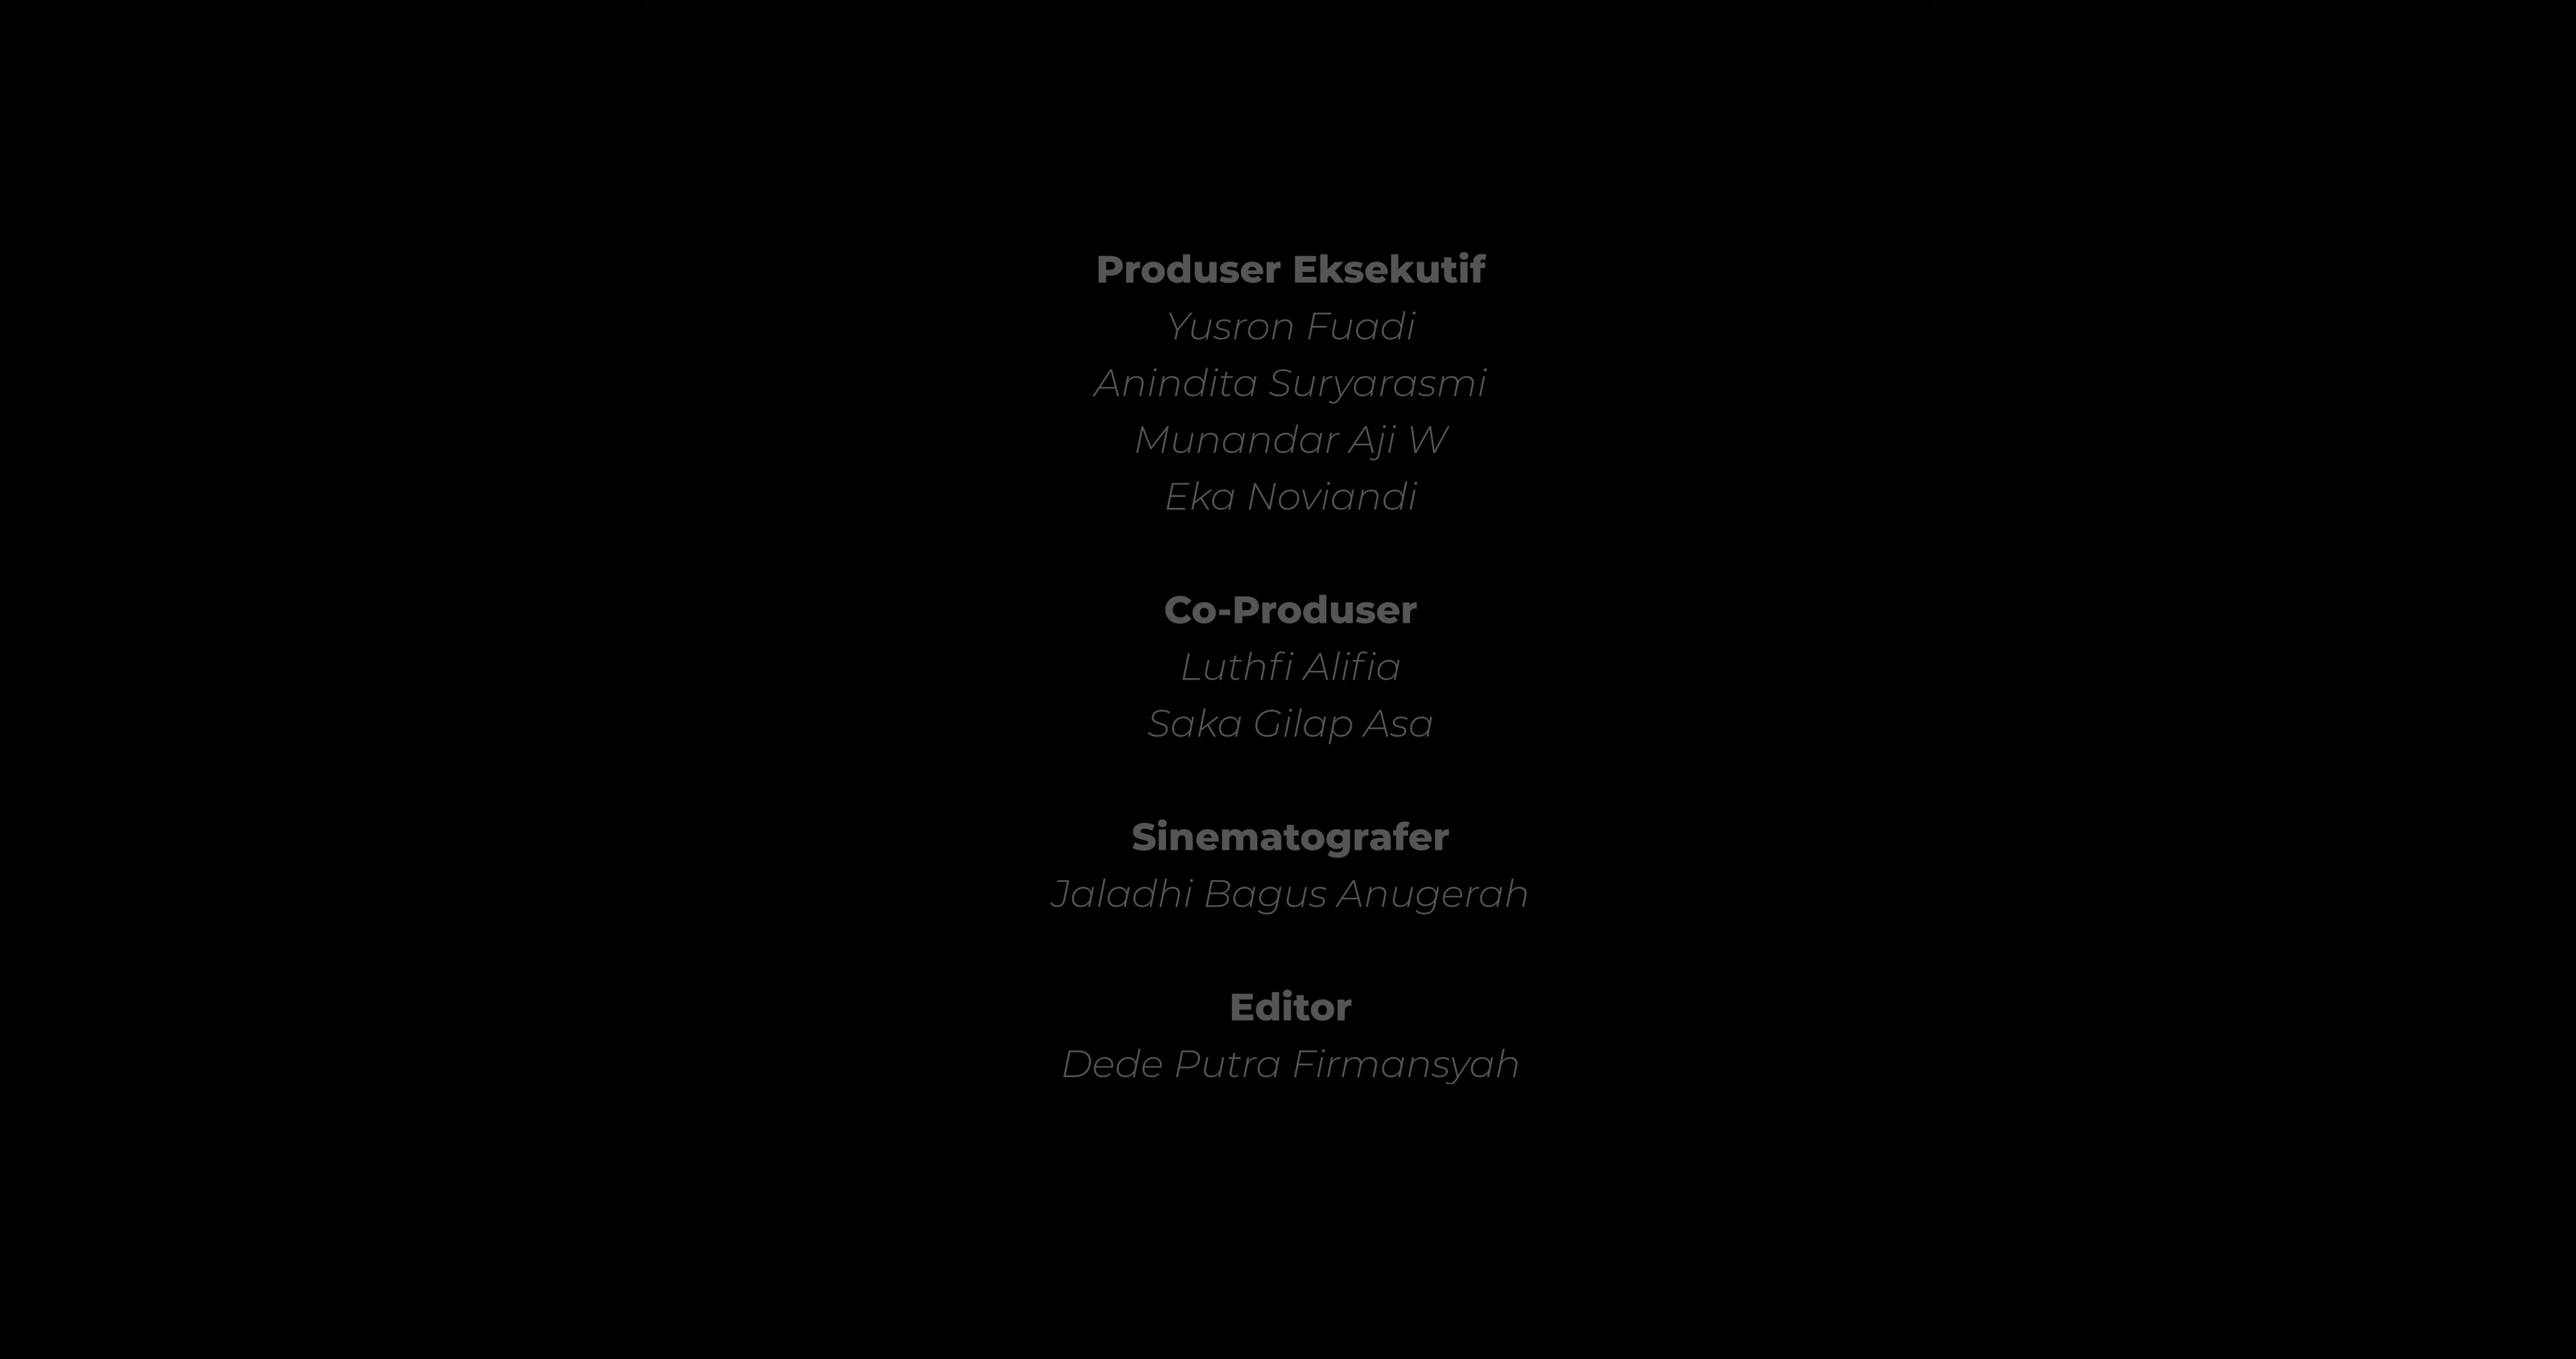 Produser Eksekutif
Yusron Fuadi
Anindita Suryarasmi
Munandar Aji W
Eka Noviandi
Co-Produser
Luthfi Alifia
Saka Gilap Asa
Sinematografer
Jaladhi Bagus Anugerah
Editor
Dede Putra Firmansyah